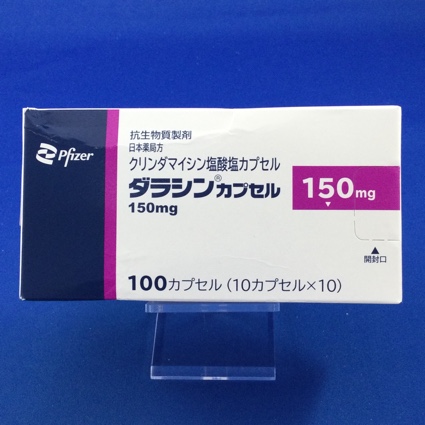 Pfizer
抗生物質製剤
日本薬局方
クリンダマイシン塩酸塩カプセル
ダラシン®カプセル
150mg
150mg
開封口
100カプセル (10カプセル×10)